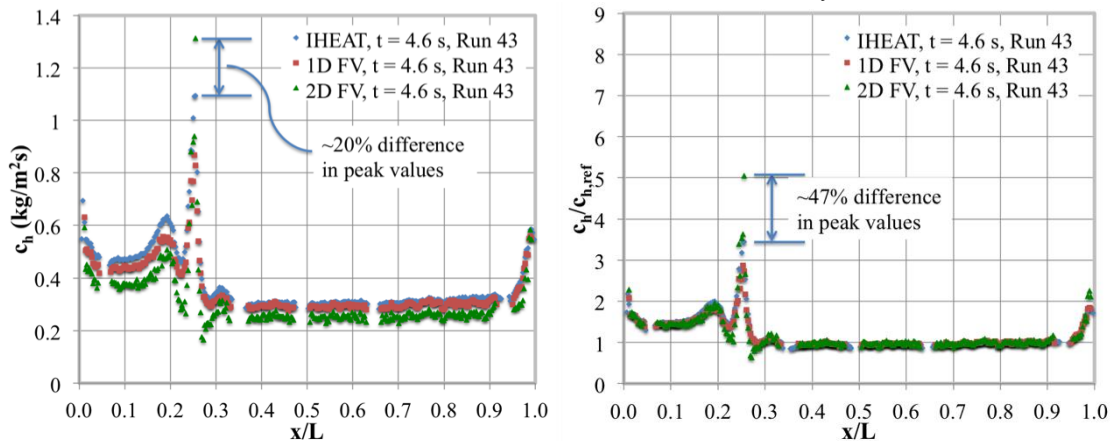 1.4
1.2
1
0.8
0.6
0.4
0.2
0
c_h (kg/m²s)
IHEAT, t = 4.6 s, Run 43
1D FV, t = 4.6 s, Run 43
2D FV, t = 4.6 s, Run 43
~20% difference
in peak values
0.0 0.1 0.2 0.3 0.4 0.5 0.6 0.7 0.8 0.9 1.0
x/L
9
8
7
6
5
4
3
2
1
0
c_h/c_h,ref
IHEAT, t = 4.6 s, Run 43
1D FV, t = 4.6 s, Run 43
2D FV, t = 4.6 s, Run 43
~47% difference
in peak values
0.0 0.1 0.2 0.3 0.4 0.5 0.6 0.7 0.8 0.9 1.0
x/L